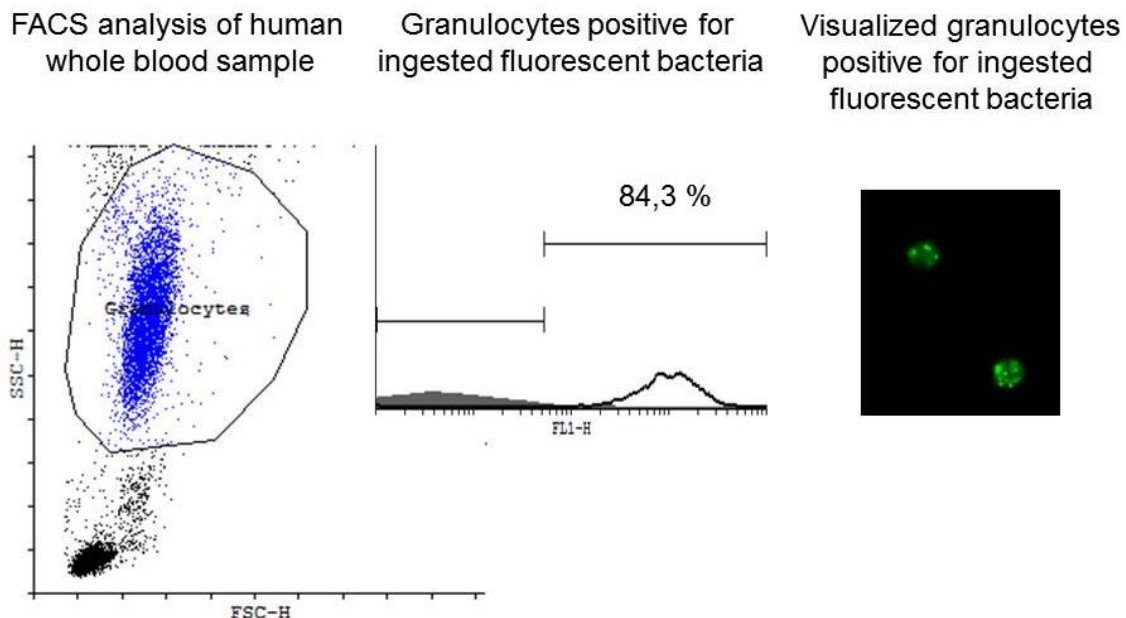 FACS analysis of human
whole blood sample
Granulocytes positive for
ingested fluorescent bacteria
Visualized granulocytes
positive for ingested
fluorescent bacteria
84,3 %
Granulocytes
SSC-H
FSC-H
FL1-H